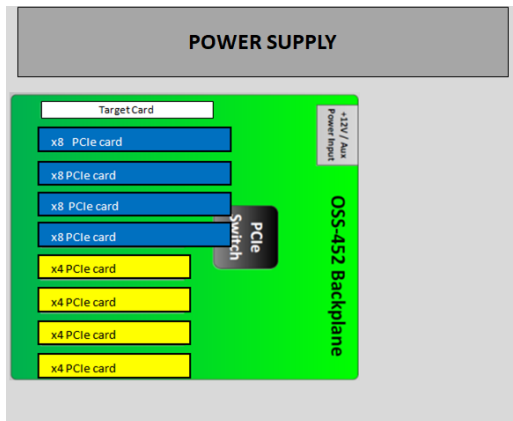 POWER SUPPLY
Target Card
+12V / Aux
Power Input
x8 PCIe card
x8 PCIe card
x8 PCIe card
x8 PCIe card
PCIe
Switch
OSS-452 Backplane
x4 PCIe card
x4 PCIe card
x4 PCIe card
x4 PCIe card